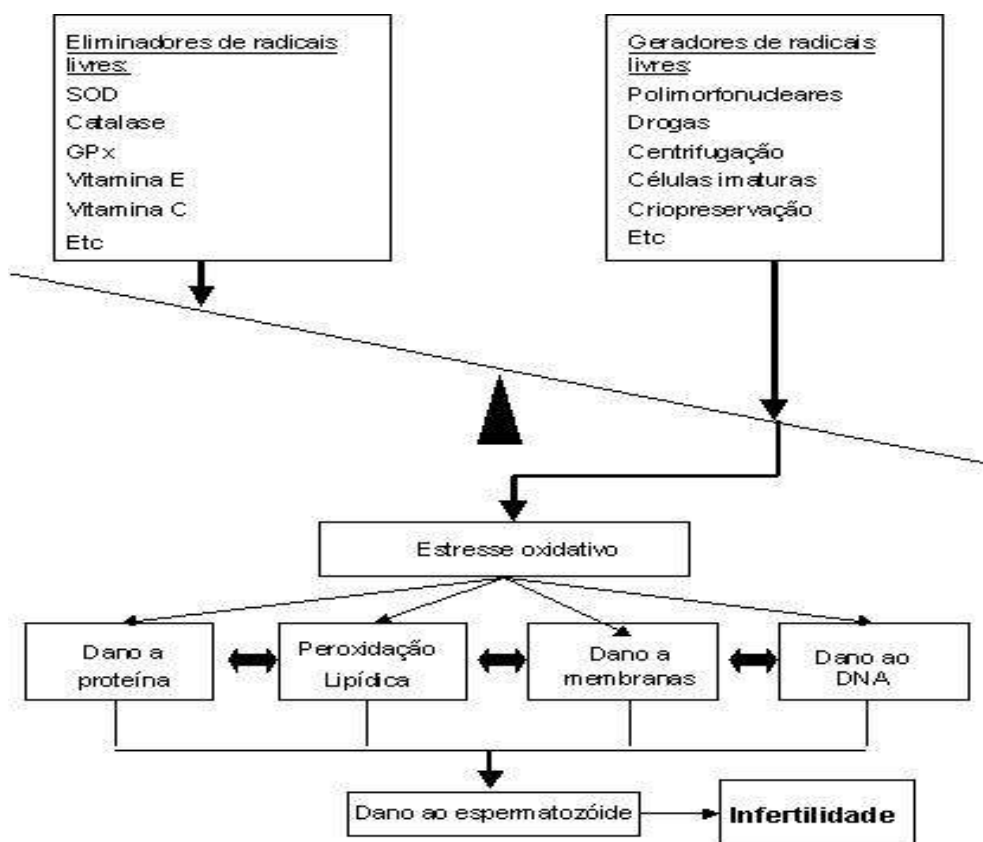 Eliminadores de radicais
livres:
SOD
Catalase
GPx
Vitamina E
Vitamina C
Etc
Geradores de radicais
livres:
Polimorfonucleares
Drogas
Centrifugação
Células imaturas
Criopreservação
Etc
Estresse oxidativo
Dano a
proteína
Peroxidação
Lipídica
Dano a
membranas
Dano ao
DNA
Dano ao espermatozóide
Infertilidade